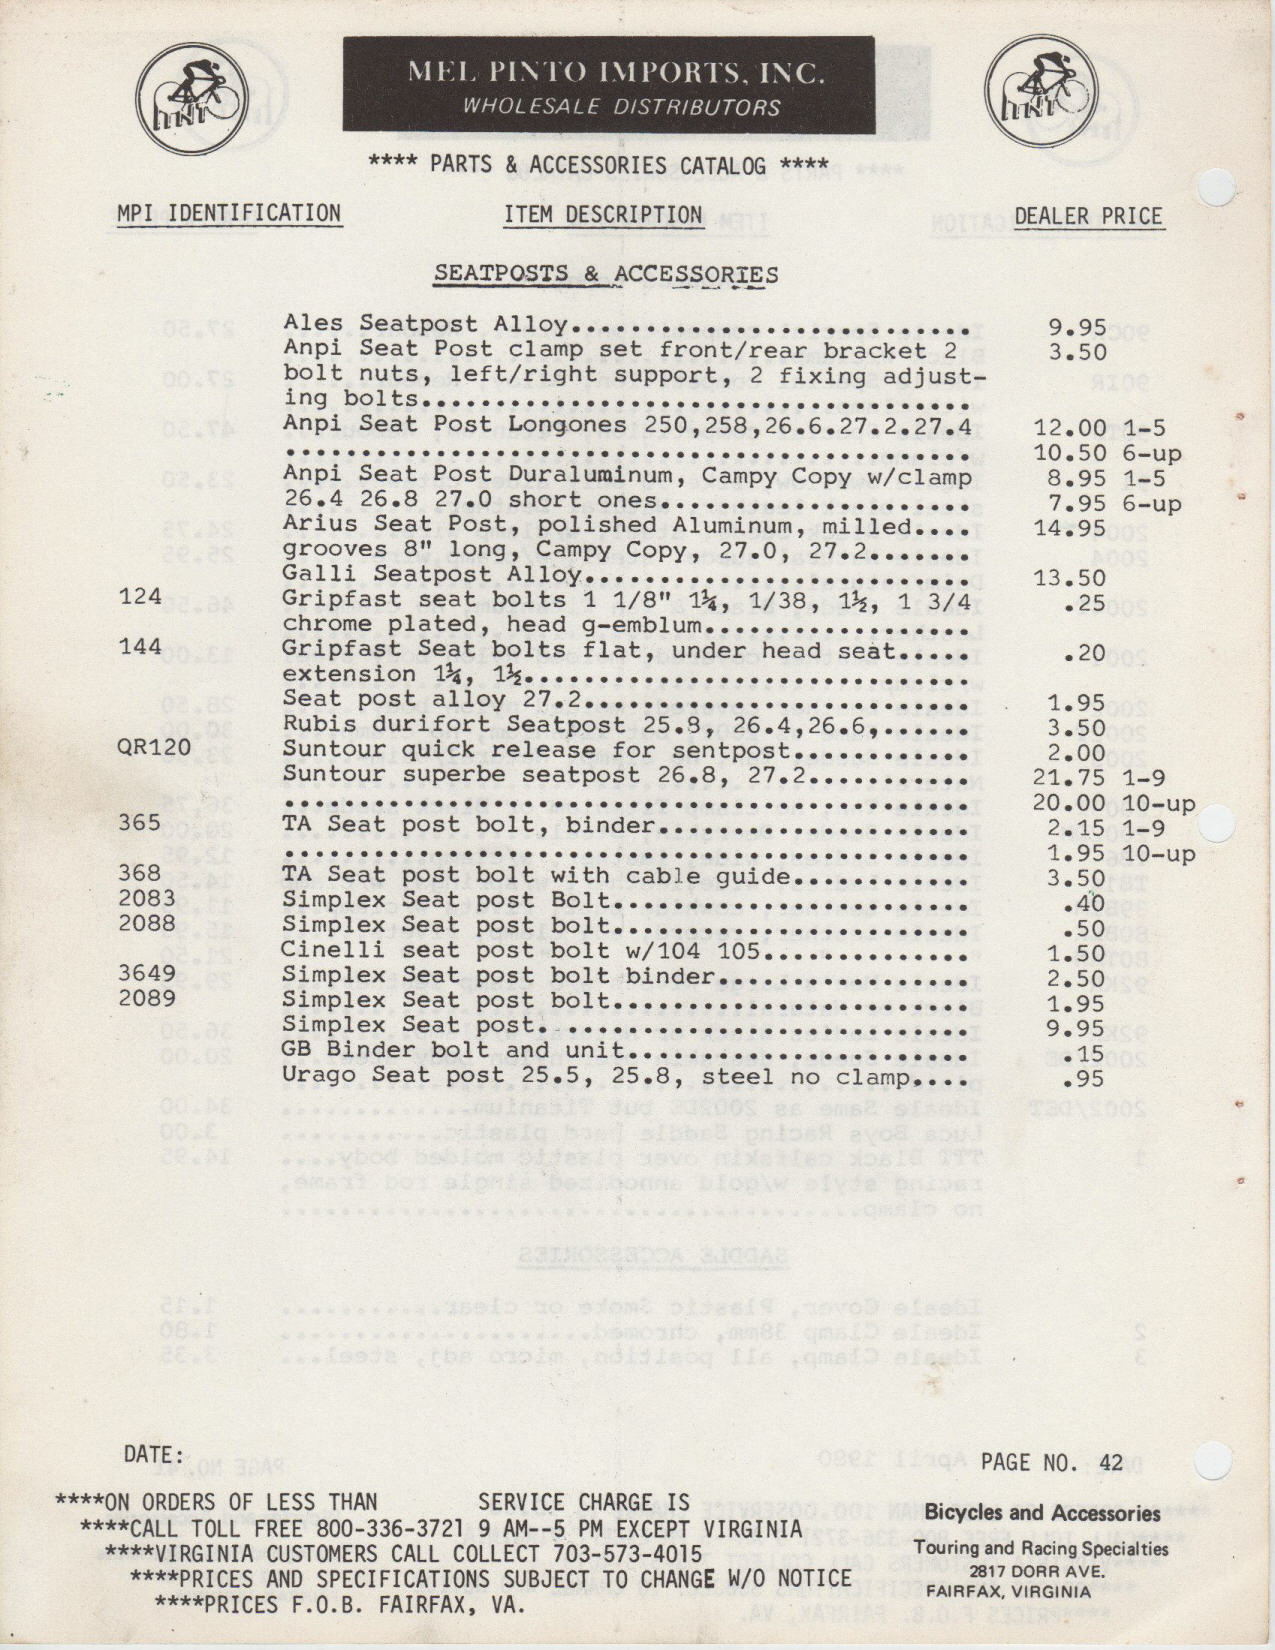 MEL PINTO IMPORTS, INC.
WHOLESALE DISTRIBUTORS
**** PARTS & ACCESSORIES CATALOG ****
MPI IDENTIFICATION ITEM DESCRIPTION DEALER PRICE
SEATPOSTS & ACCESSORIES
Ales Seatpost Alloy........................... 9.95
Anpi Seat Post clamp set front/rear bracket 2 3.50
bolt nuts, left/right support, 2 fixing adjust-
ing bolts.....................................
Anpi Seat Post Longones 250,258,26.6.27.2.27.4 12.00 1-5
.............................................. 10.50 6-up
Anpi Seat Post Duraluminum, Campy Copy w/clamp 8.95 1-5
26.4 26.8 27.0 short ones..................... 7.95 6-up
Arius Seat Post, polished Aluminum, milled.... 14.95
grooves 8" long, Campy Copy, 27.0, 27.2.......
Galli Seatpost Alloy.......................... 13.50
124 Gripfast seat bolts 1 1/8" 1¼, 1/38, 1½, 1 3/4 .25
chrome plated, head g-emblum..................
144 Gripfast Seat bolts flat, under head seat..... .20
extension 1¼, 1½..............................
Seat post alloy 27.2.......................... 1.95
Rubis durifort Seatpost 25.8, 26.4,26.6,...... 3.50
QR120 Suntour quick release for sentpost............ 2.00
Suntour superbe seatpost 26.8, 27.2........... 21.75 1-9
.............................................. 20.00 10-up
365 TA Seat post bolt, binder..................... 2.15 1-9
.............................................. 1.95 10-up
368 TA Seat post bolt with cable guide............ 3.50
2083 Simplex Seat post Bolt........................ .40
2088 Simplex Seat post bolt........................ .50
Cinelli seat post bolt w/104 105.............. 1.50
3649 Simplex Seat post bolt binder................. 2.50
2089 Simplex Seat post bolt........................ 1.95
Simplex Seat post............................. 9.95
GB Binder bolt and unit....................... .15
Urago Seat post 25.5, 25.8, steel no clamp.... .95
DATE: PAGE NO. 42
****ON ORDERS OF LESS THAN SERVICE CHARGE IS
****CALL TOLL FREE 800-336-3721 9 AM--5 PM EXCEPT VIRGINIA
****VIRGINIA CUSTOMERS CALL COLLECT 703-573-4015
****PRICES AND SPECIFICATIONS SUBJECT TO CHANGE W/O NOTICE
****PRICES F.O.B. FAIRFAX, VA.
Bicycles and Accessories
Touring and Racing Specialties
2817 DORR AVE.
FAIRFAX, VIRGINIA